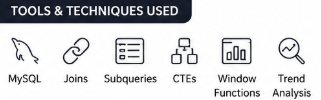 TOOLS & TECHNIQUES USED
MySQL Joins Subqueries CTEs Window Trend
Functions Analysis